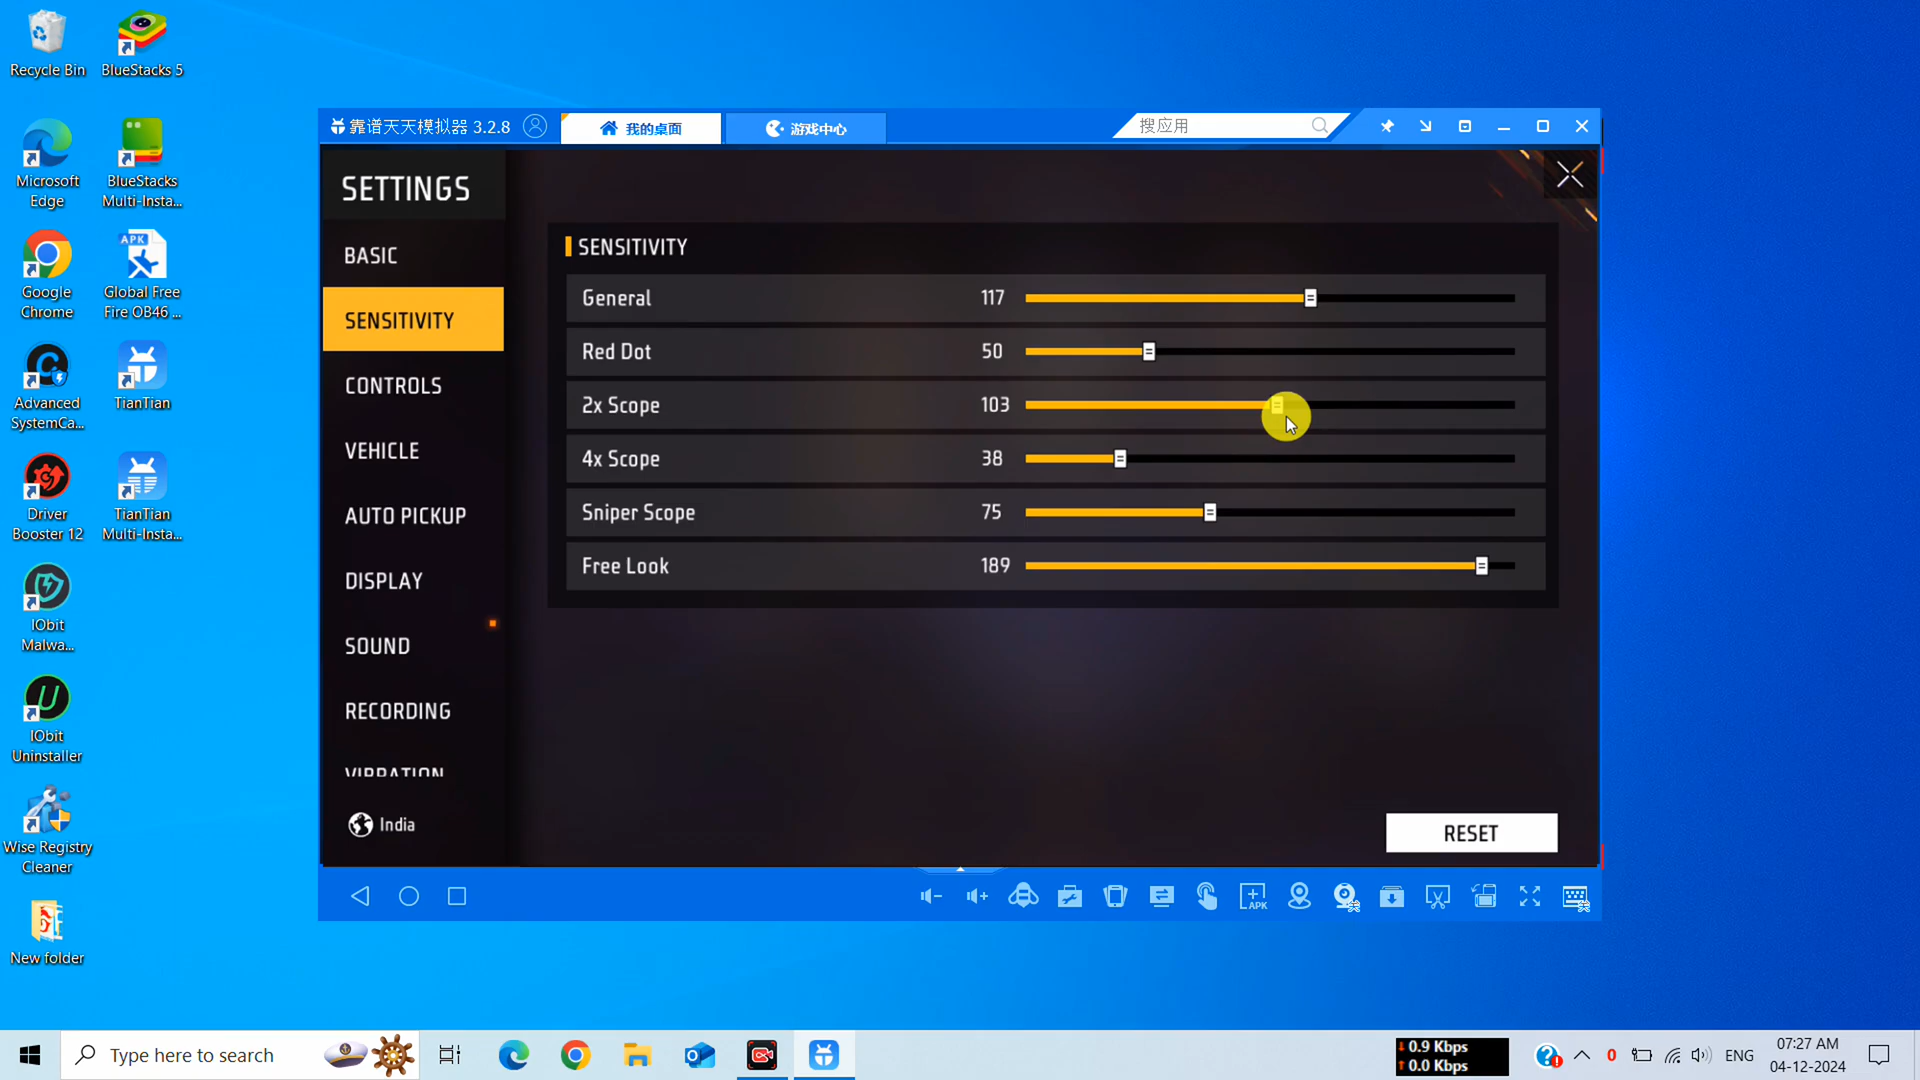 Recycle Bin
BlueStacks 5
Microsoft
Edge
BlueStacks
Multi-Insta...
Google
Chrome
APK
Global Free
Fire OB46 ...
Advanced
SystemCa...
TianTian
Driver
Booster 12
TianTian
Multi-Insta...
IObit
Malwa...
IObit
Uninstaller
Wise Registry
Cleaner
New folder
靠谱天天模拟器 3.2.8
我的桌面
游戏中心
搜应用
SETTINGS
BASIC
SENSITIVITY
CONTROLS
VEHICLE
AUTO PICKUP
DISPLAY
SOUND
RECORDING
VIBRATION
India
SENSITIVITY
General 117
Red Dot 50
2x Scope 103
4x Scope 38
Sniper Scope 75
Free Look 189
RESET
APK
Type here to search
0.9 Kbps
0.0 Kbps
0
ENG
07:27 AM
04-12-2024